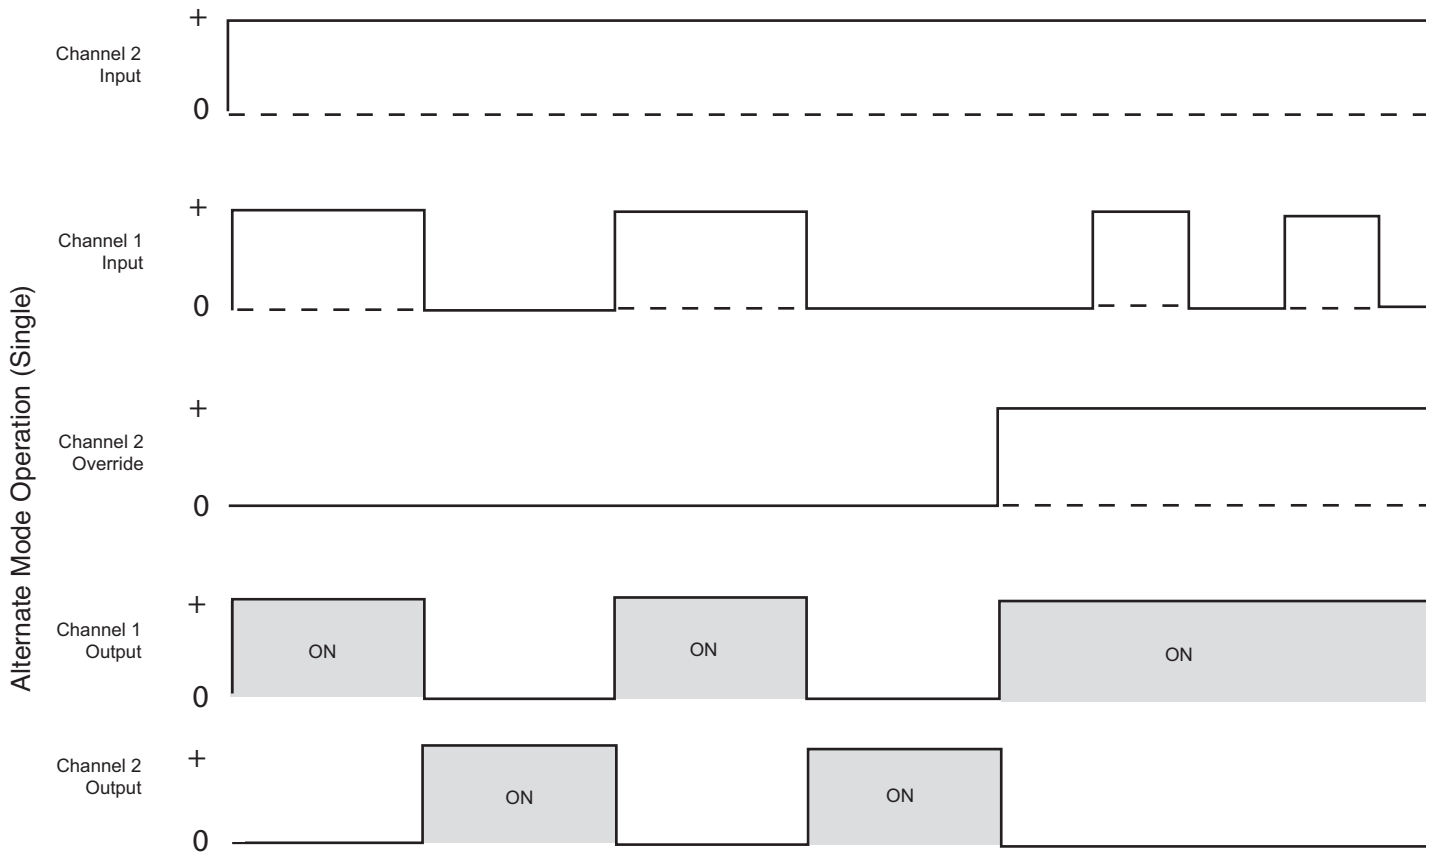 Alternate Mode Operation (Single)
+
Channel 2
Input
0
+
Channel 1
Input
0
+
Channel 2
Override
0
+
Channel 1
Output
ON
ON
ON
0
+
Channel 2
Output
ON
ON
0